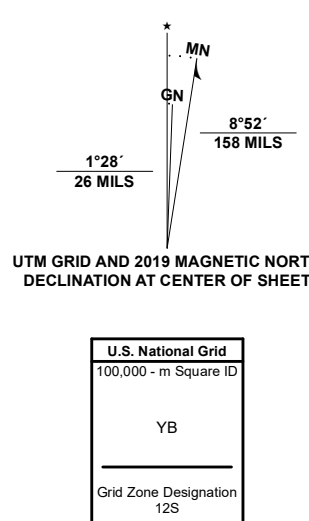 ★
MN
GN
8°52´
158 MILS
1°28´
26 MILS
UTM GRID AND 2019 MAGNETIC NORT
DECLINATION AT CENTER OF SHEET
U.S. National Grid
100,000 - m Square ID
YB
Grid Zone Designation
12S